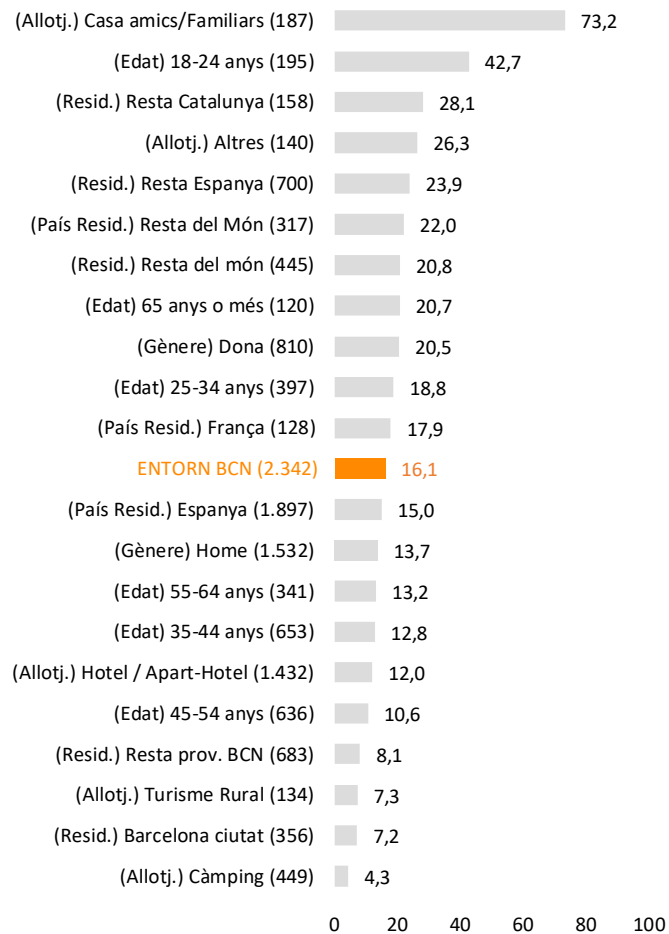 (Allotj.) Casa amics/Familiars (187) 73,2
(Edat) 18-24 anys (195) 42,7
(Resid.) Resta Catalunya (158) 28,1
(Allotj.) Altres (140) 26,3
(Resid.) Resta Espanya (700) 23,9
(País Resid.) Resta del Món (317) 22,0
(Resid.) Resta del món (445) 20,8
(Edat) 65 anys o més (120) 20,7
(Gènere) Dona (810) 20,5
(Edat) 25-34 anys (397) 18,8
(País Resid.) França (128) 17,9
ENTORN BCN (2.342) 16,1
(País Resid.) Espanya (1.897) 15,0
(Gènere) Home (1.532) 13,7
(Edat) 55-64 anys (341) 13,2
(Edat) 35-44 anys (653) 12,8
(Allotj.) Hotel / Apart-Hotel (1.432) 12,0
(Edat) 45-54 anys (636) 10,6
(Resid.) Resta prov. BCN (683) 8,1
(Allotj.) Turisme Rural (134) 7,3
(Resid.) Barcelona ciutat (356) 7,2
(Allotj.) Càmping (449) 4,3
0 20 40 60 80 100